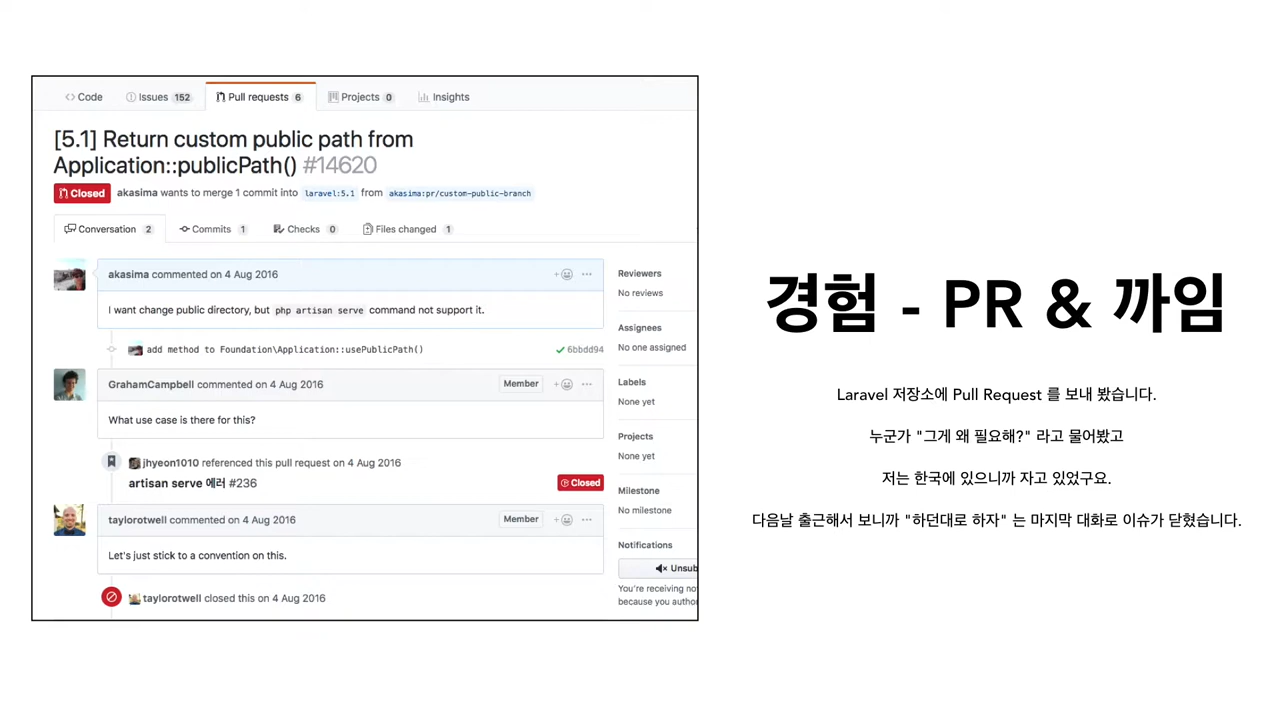 Code Issues 152 Pull requests 6 Projects 0 Insights
[5.1] Return custom public path from
Application::publicPath() #14620
Closed akasima wants to merge 1 commit into laravel:5.1 from akasima:pr/custom-public-branch
Conversation 2 Commits 1 Checks 0 Files changed 1
akasima commented on 4 Aug 2016
I want change public directory, but php artisan serve command not support it.
add method to Foundation\Application::usePublicPath() 6bbdd94
GrahamCampbell commented on 4 Aug 2016 Member
What use case is there for this?
jhyeon1010 referenced this pull request on 4 Aug 2016
artisan serve 에러 #236 Closed
taylorotwell commented on 4 Aug 2016 Member
Let's just stick to a convention on this.
taylorotwell closed this on 4 Aug 2016
Reviewers
No reviews
Assignees
No one assigned
Labels
None yet
Projects
None yet
Milestone
No milestone
Notifications
Unsub
You're receiving no
because you autho
경험 - PR & 까임
Laravel 저장소에 Pull Request 를 보내 봤습니다.
누군가 "그게 왜 필요해?" 라고 물어봤고
저는 한국에 있으니까 자고 있었구요.
다음날 출근해서 보니까 "하던대로 하자" 는 마지막 대화로 이슈가 닫혔습니다.